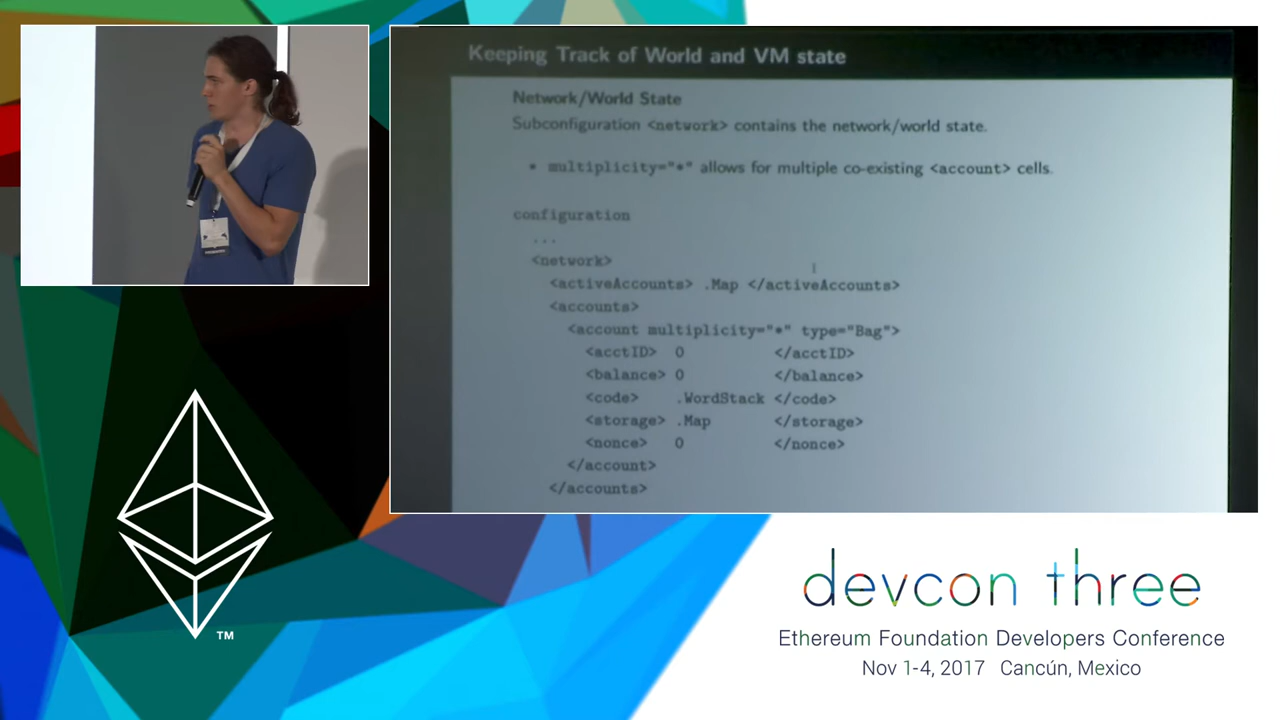 Keeping Track of World and VM state
Network/World State
Subconfiguration <network> contains the network/world state.
• multiplicity="*" allows for multiple co-existing <account> cells.
configuration
...
<network>
<activeAccounts> .Map </activeAccounts>
<accounts>
<account multiplicity="*" type="Bag">
<acctID> 0 </acctID>
<balance> 0 </balance>
<code> .WordStack </code>
<storage> .Map </storage>
<nonce> 0 </nonce>
</account>
</accounts>
TM
devcon three
Ethereum Foundation Developers Conference
Nov 1-4, 2017 Cancún, Mexico